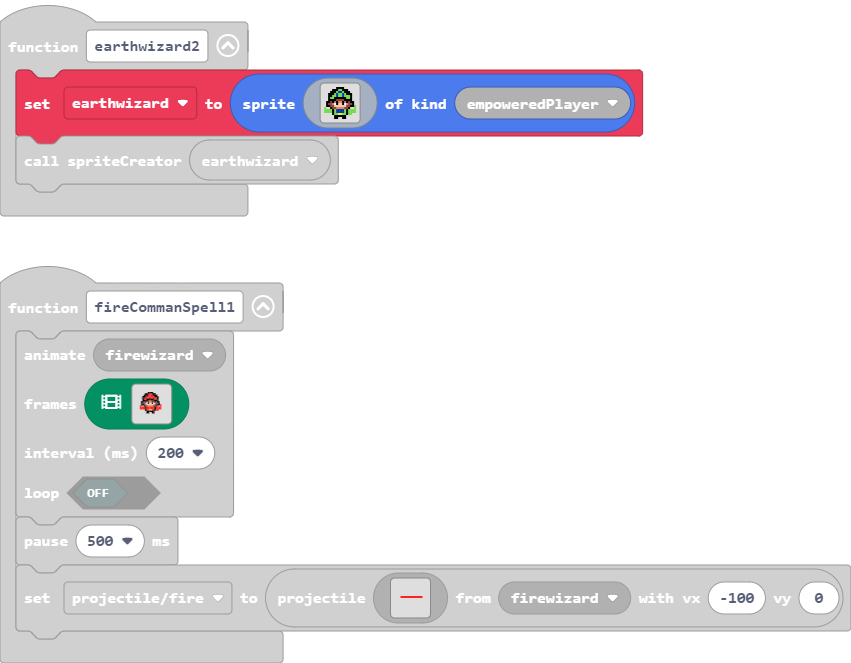 function earthwizard2
set earthwizard to sprite of kind empoweredPlayer
call spriteCreator earthwizard
function fireCommanSpell1
animate firewizard
frames
interval (ms) 200
loop OFF
pause 500 ms
set projectile/fire to projectile from firewizard with vx -100 vy 0